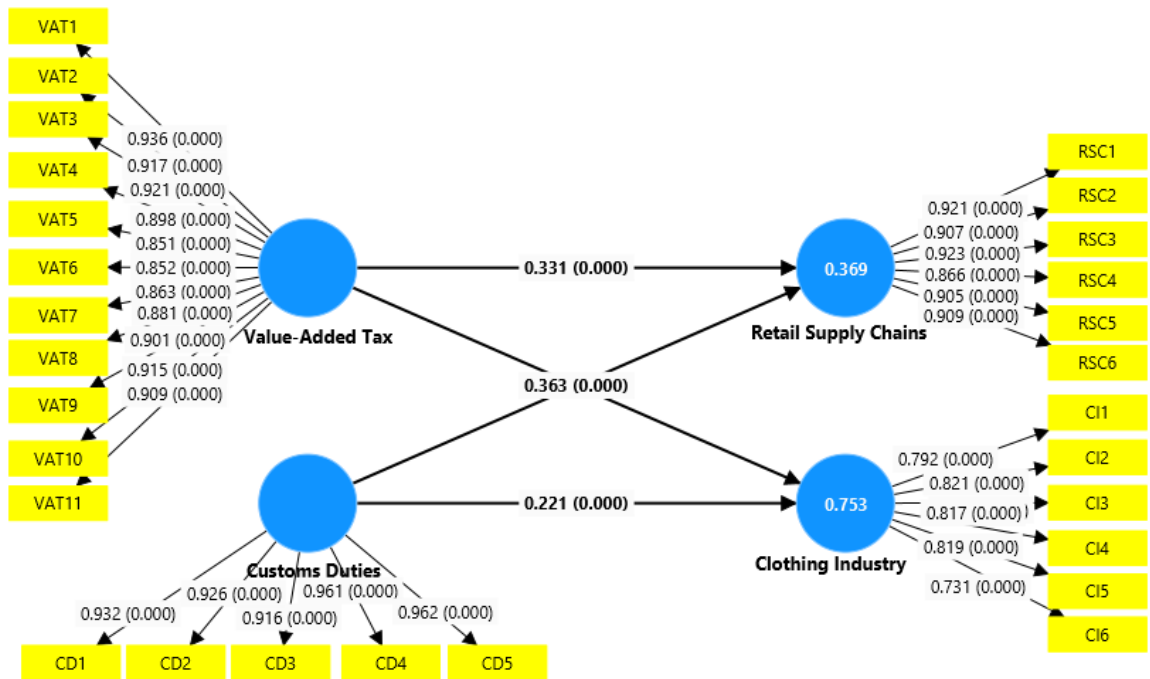 VAT1
VAT2
VAT3
VAT4
VAT5
VAT6
VAT7
VAT8
VAT9
VAT10
VAT11
0.936 (0.000)
0.917 (0.000)
0.921 (0.000)
0.898 (0.000)
0.851 (0.000)
0.852 (0.000)
0.863 (0.000)
0.881 (0.000)
0.901 (0.000)
0.915 (0.000)
0.909 (0.000)
Value-Added Tax
0.331 (0.000)
0.363 (0.000)
0.221 (0.000)
0.369
Retail Supply Chains
0.921 (0.000)
0.907 (0.000)
0.923 (0.000)
0.866 (0.000)
0.905 (0.000)
0.909 (0.000)
RSC1
RSC2
RSC3
RSC4
RSC5
RSC6
0.753
Clothing Industry
0.792 (0.000)
0.821 (0.000)
0.817 (0.000)
0.819 (0.000)
0.731 (0.000)
CI1
CI2
CI3
CI4
CI5
CI6
Customs Duties
0.932 (0.000)
0.926 (0.000)
0.916 (0.000)
0.961 (0.000)
0.962 (0.000)
CD1
CD2
CD3
CD4
CD5